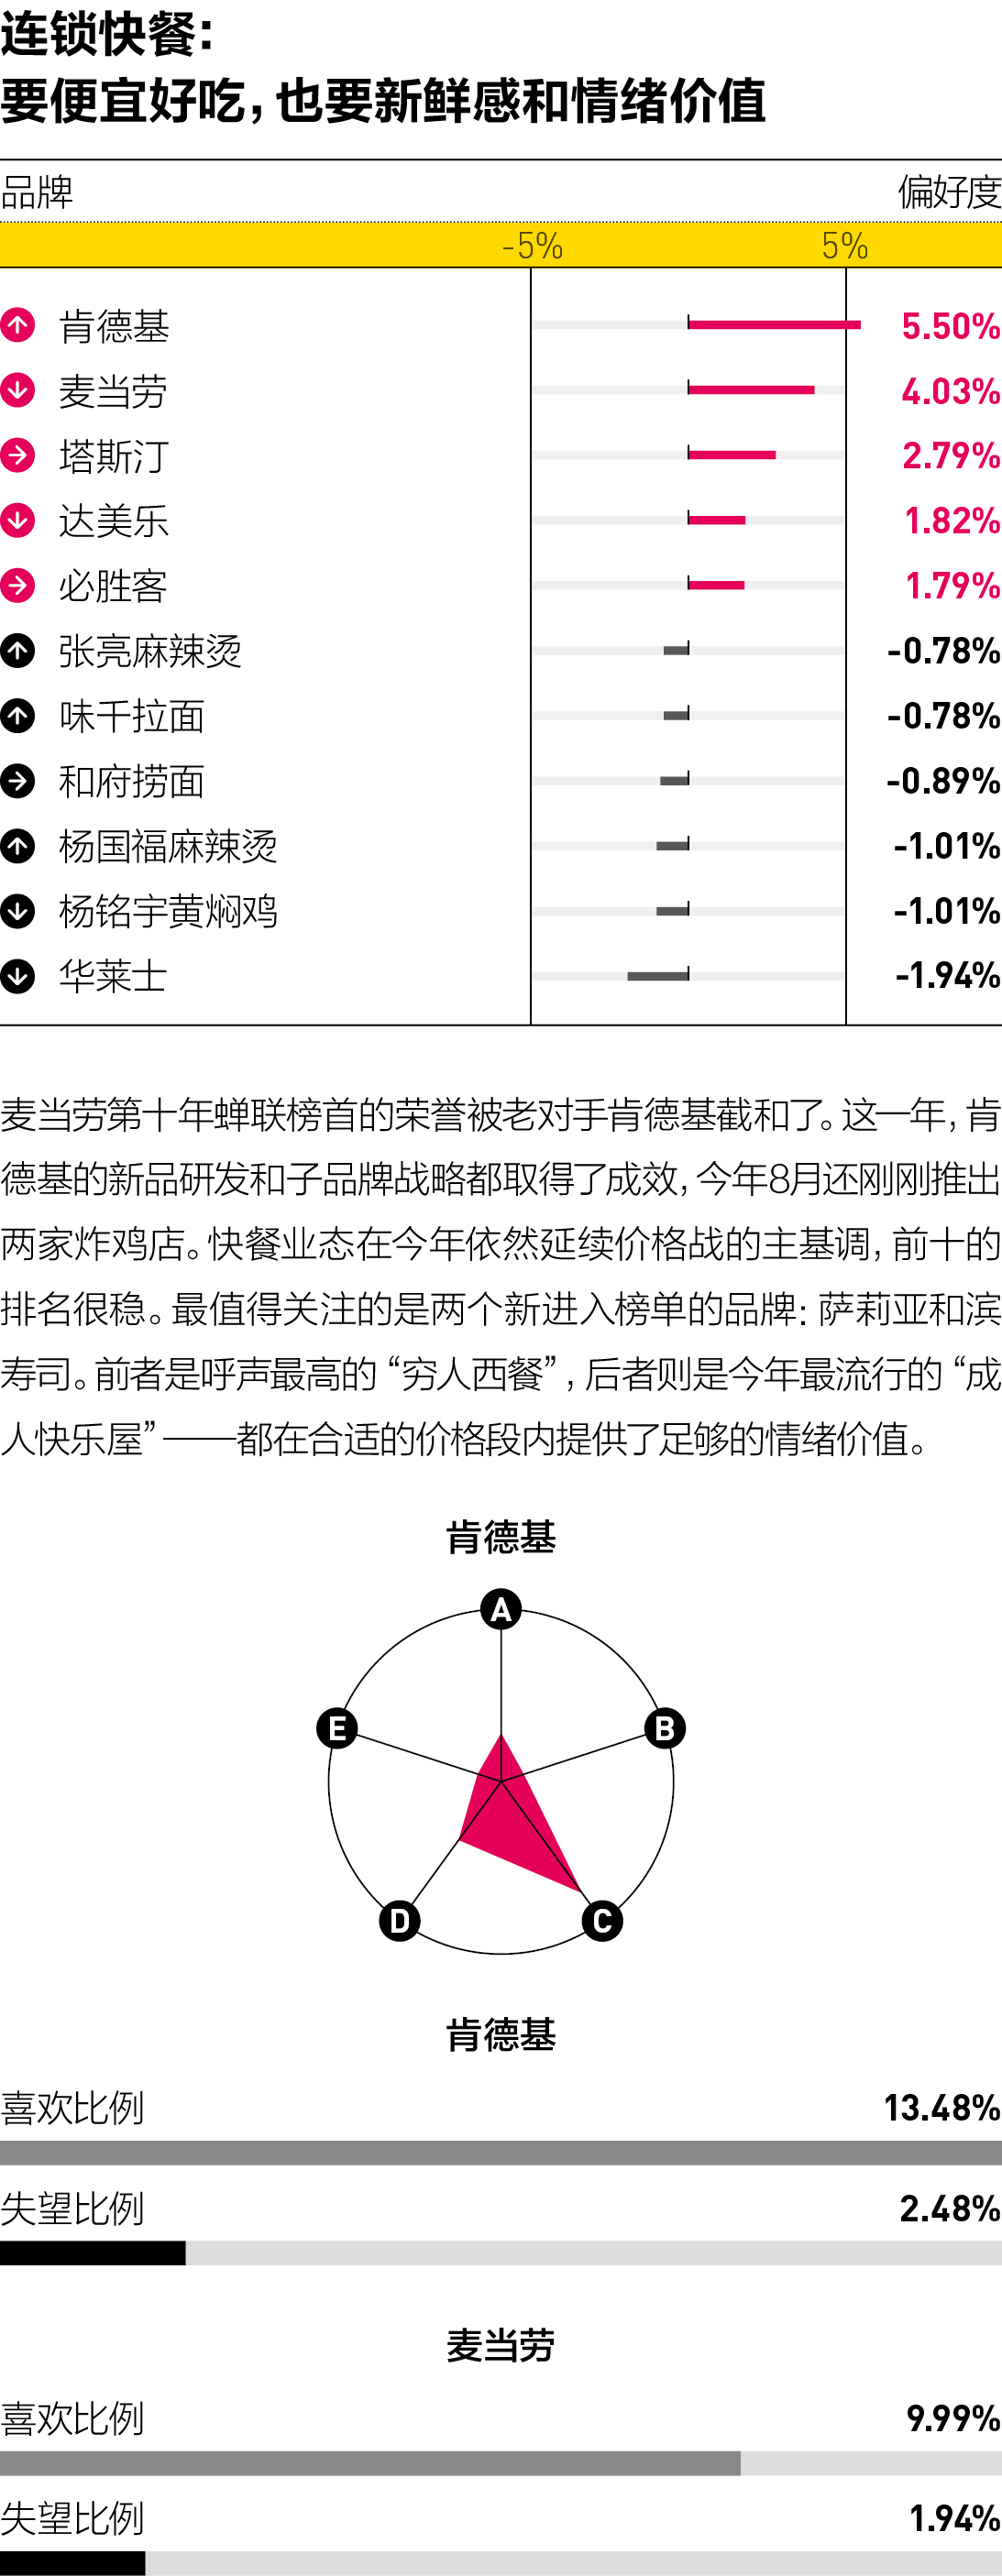 连锁快餐：
要便宜好吃，也要新鲜感和情绪价值
品牌 偏好度
-5% 5%
肯德基 5.50%
麦当劳 4.03%
塔斯汀 2.79%
达美乐 1.82%
必胜客 1.79%
张亮麻辣烫 -0.78%
味千拉面 -0.78%
和府捞面 -0.89%
杨国福麻辣烫 -1.01%
杨铭宇黄焖鸡 -1.01%
华莱士 -1.94%
麦当劳第十年蝉联榜首的荣誉被老对手肯德基截和了。这一年，肯
德基的新品研发和子品牌战略都取得了成效，今年8月还刚刚推出
两家炸鸡店。快餐业态在今年依然延续价格战的主基调，前十的
排名很稳。最值得关注的是两个新进入榜单的品牌：萨莉亚和滨
寿司。前者是呼声最高的“穷人西餐”，后者则是今年最流行的“成
人快乐屋”——都在合适的价格段内提供了足够的情绪价值。
肯德基
A
E B
D C
肯德基
喜欢比例 13.48%
失望比例 2.48%
麦当劳
喜欢比例 9.99%
失望比例 1.94%